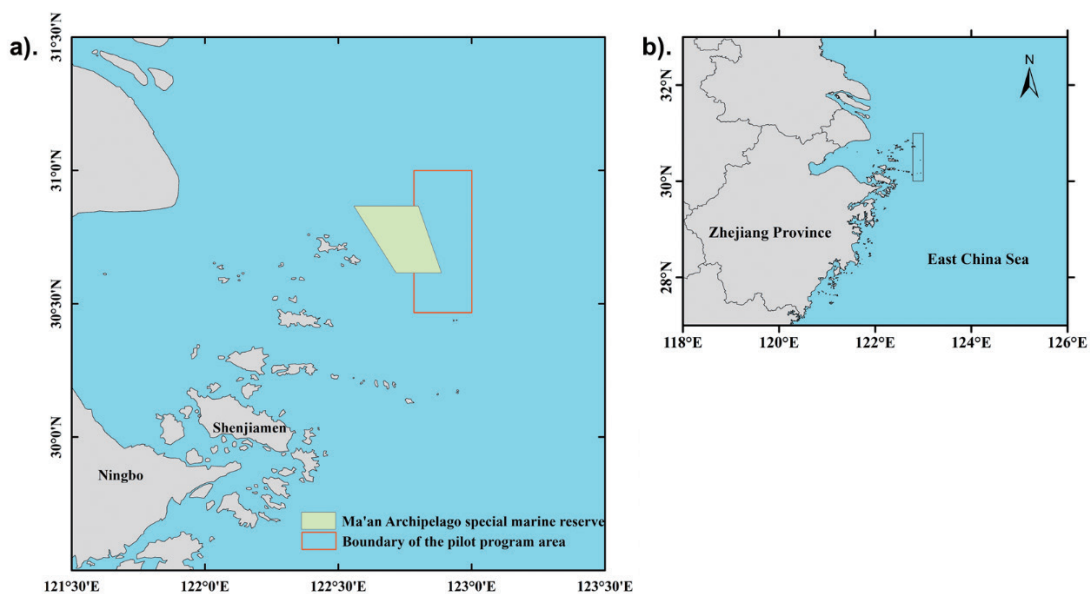 a).
31°30'N
31°0'N
30°30'N
30°0'N
121°30'E
122°0'E
122°30'E
123°0'E
123°30'E
Shenjiamen
Ningbo
Ma'an Archipelago special marine reserve
Boundary of the pilot program area
b).
N
32°N
30°N
28°N
118°E
120°E
122°E
124°E
126°E
Zhejiang Province
East China Sea